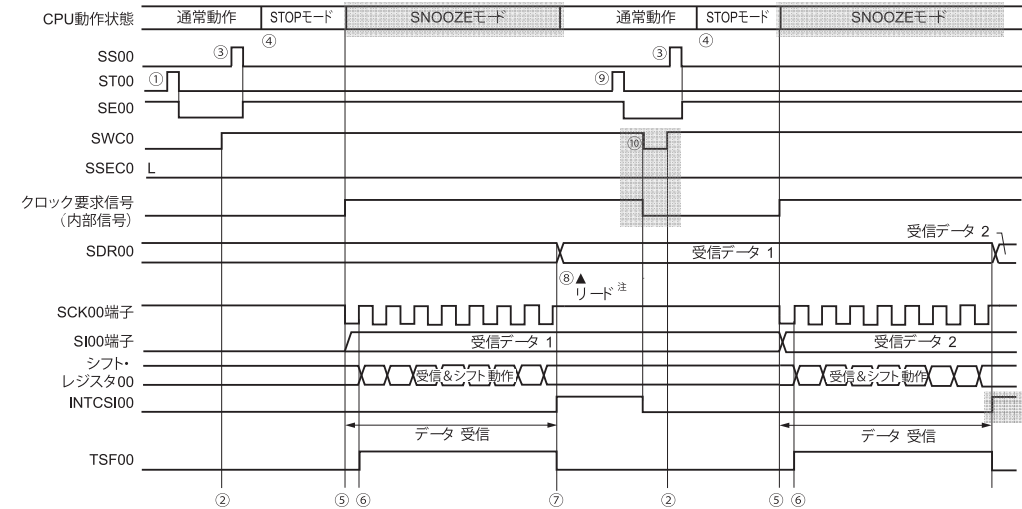 CPU動作状態 通常動作 STOPモード SNOOZEモード 通常動作 STOPモード SNOOZEモード
④ ④
SS00 ③ ③
ST00 ① ⑨
SE00
SWC0 ⑩
SSEC0 L
クロック要求信号
（内部信号）
受信データ 2
SDR00 受信データ 1
⑧▲
リード注
SCK00端子
SI00端子 受信データ 1 受信データ 2
シフト・
レジスタ00 受信&シフト動作 受信&シフト動作
INTCSI00
データ 受信 データ 受信
TSF00
② ⑤ ⑥ ⑦ ② ⑤ ⑥